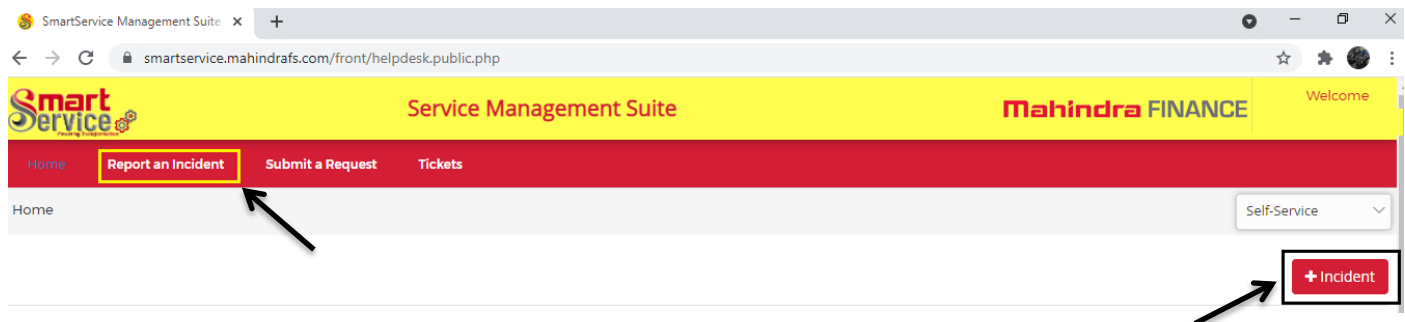 SmartService Management Suite
smartservice.mahindrafs.com/front/helpdesk.public.php
Smart Service
Service Management Suite
Mahindra FINANCE
Welcome
Home Report an Incident Submit a Request Tickets
Home
Self-Service
+ Incident